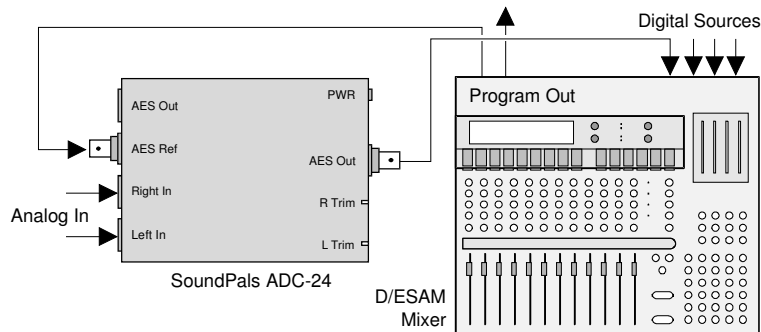 Digital Sources
Program Out
PWR
AES Out
AES Ref
AES Out
Right In
R Trim
Analog In
Left In
L Trim
SoundPals ADC-24
D/ESAM
Mixer